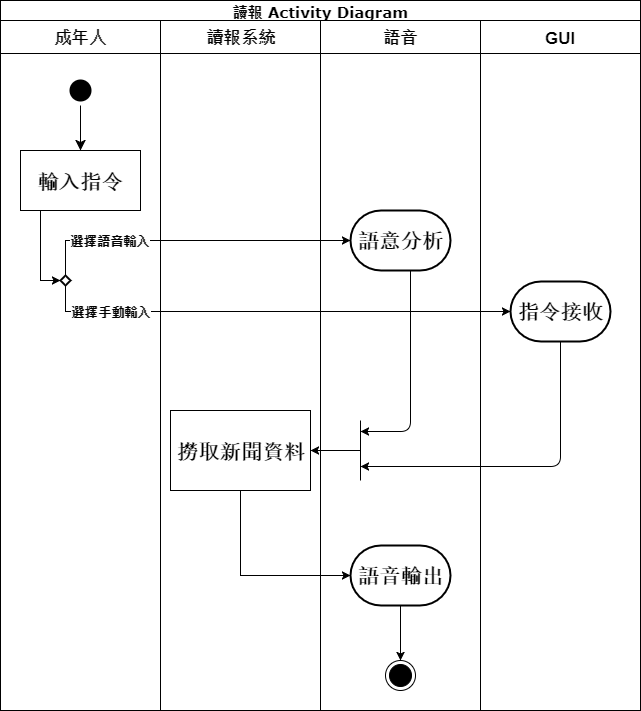 讀報 Activity Diagram
成年人
讀報系統
語音
GUI
輸入指令
選擇語音輸入
語意分析
選擇手動輸入
指令接收
撈取新聞資料
語音輸出